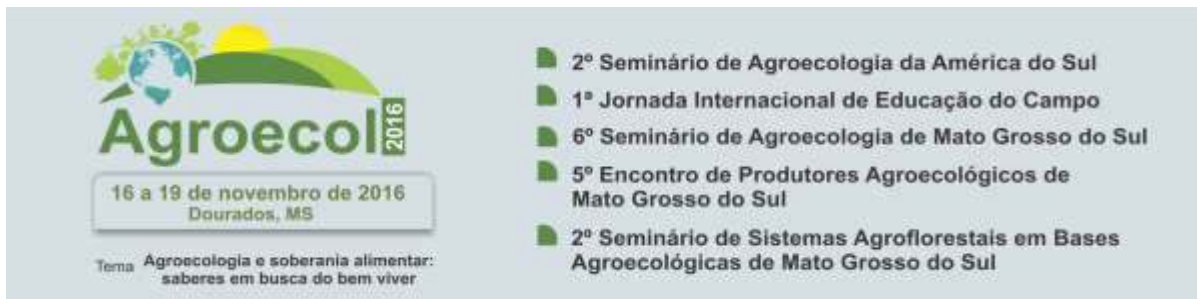 Agroecol 2016
16 a 19 de novembro de 2016
Dourados, MS
Tema Agroecologia e soberania alimentar:
saberes em busca do bem viver
2º Seminário de Agroecologia da América do Sul
1ª Jornada Internacional de Educação do Campo
6º Seminário de Agroecologia de Mato Grosso do Sul
5º Encontro de Produtores Agroecológicos de
Mato Grosso do Sul
2º Seminário de Sistemas Agroflorestais em Bases
Agroecológicas de Mato Grosso do Sul